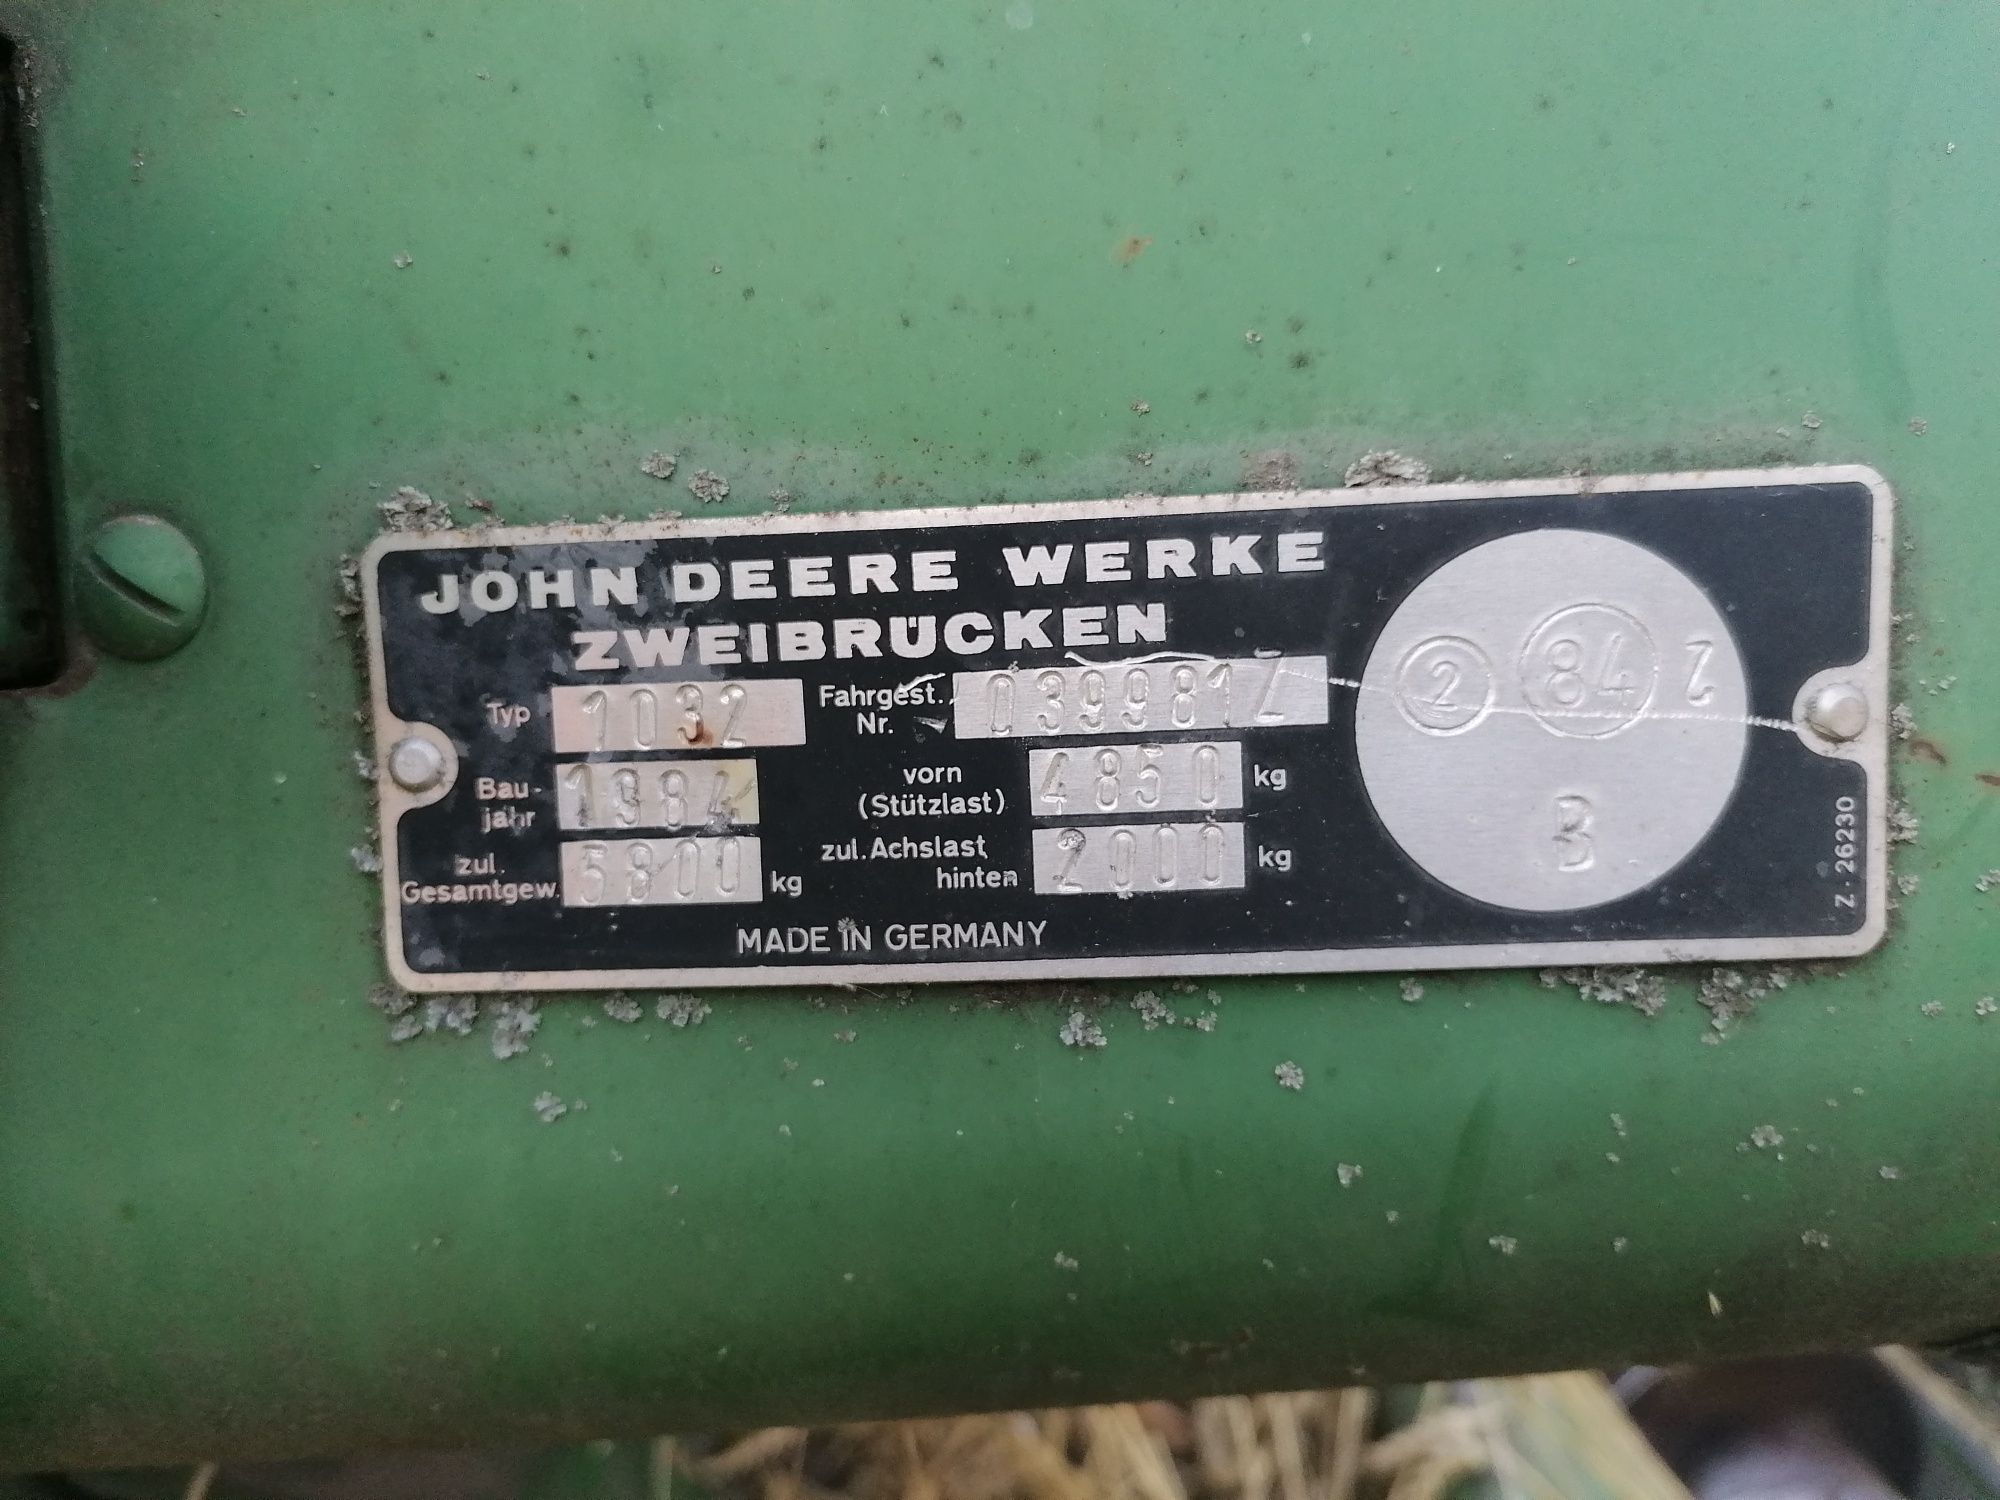 JOHN DEERE WERKE
ZWEIBRÜCKEN
Typ 1032 Fahrgest. Nr. 039981Z
Bau-jahr 1984 vorn (Stützlast) 4850 kg
zul. Gesamtgew. 5800 kg zul. Achslast hinten 2000 kg
MADE IN GERMANY
2 84 2
B
Z-26230